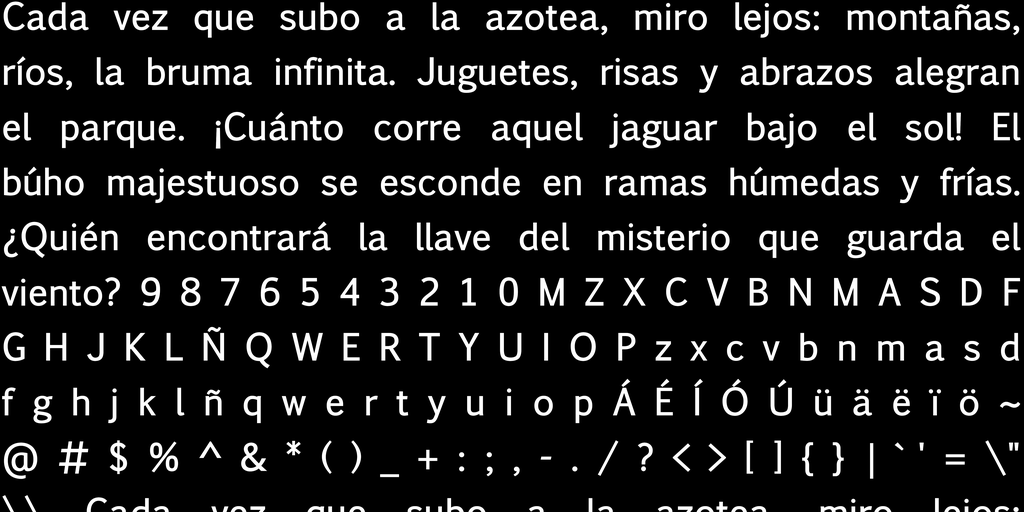 Cada vez que subo a la azotea, miro lejos: montañas,
ríos, la bruma infinita. Juguetes, risas y abrazos alegran
el parque. ¡Cuánto corre aquel jaguar bajo el sol! El
búho majestuoso se esconde en ramas húmedas y frías.
¿Quién encontrará la llave del misterio que guarda el
viento? 9 8 7 6 5 4 3 2 1 0 M Z X C V B N M A S D F
G H J K L Ñ Q W E R T Y U I O P z x c v b n m a s d
f g h j k l ñ q w e r t y u i o p Á É Í Ó Ú ü ä ë ï ö ~
@ # $ % ^ & * ( ) _ + : ; , - . / ? < > [ ] { } | ` ' = \"
\\ Cada vez que subo a la azotea, miro lejos: